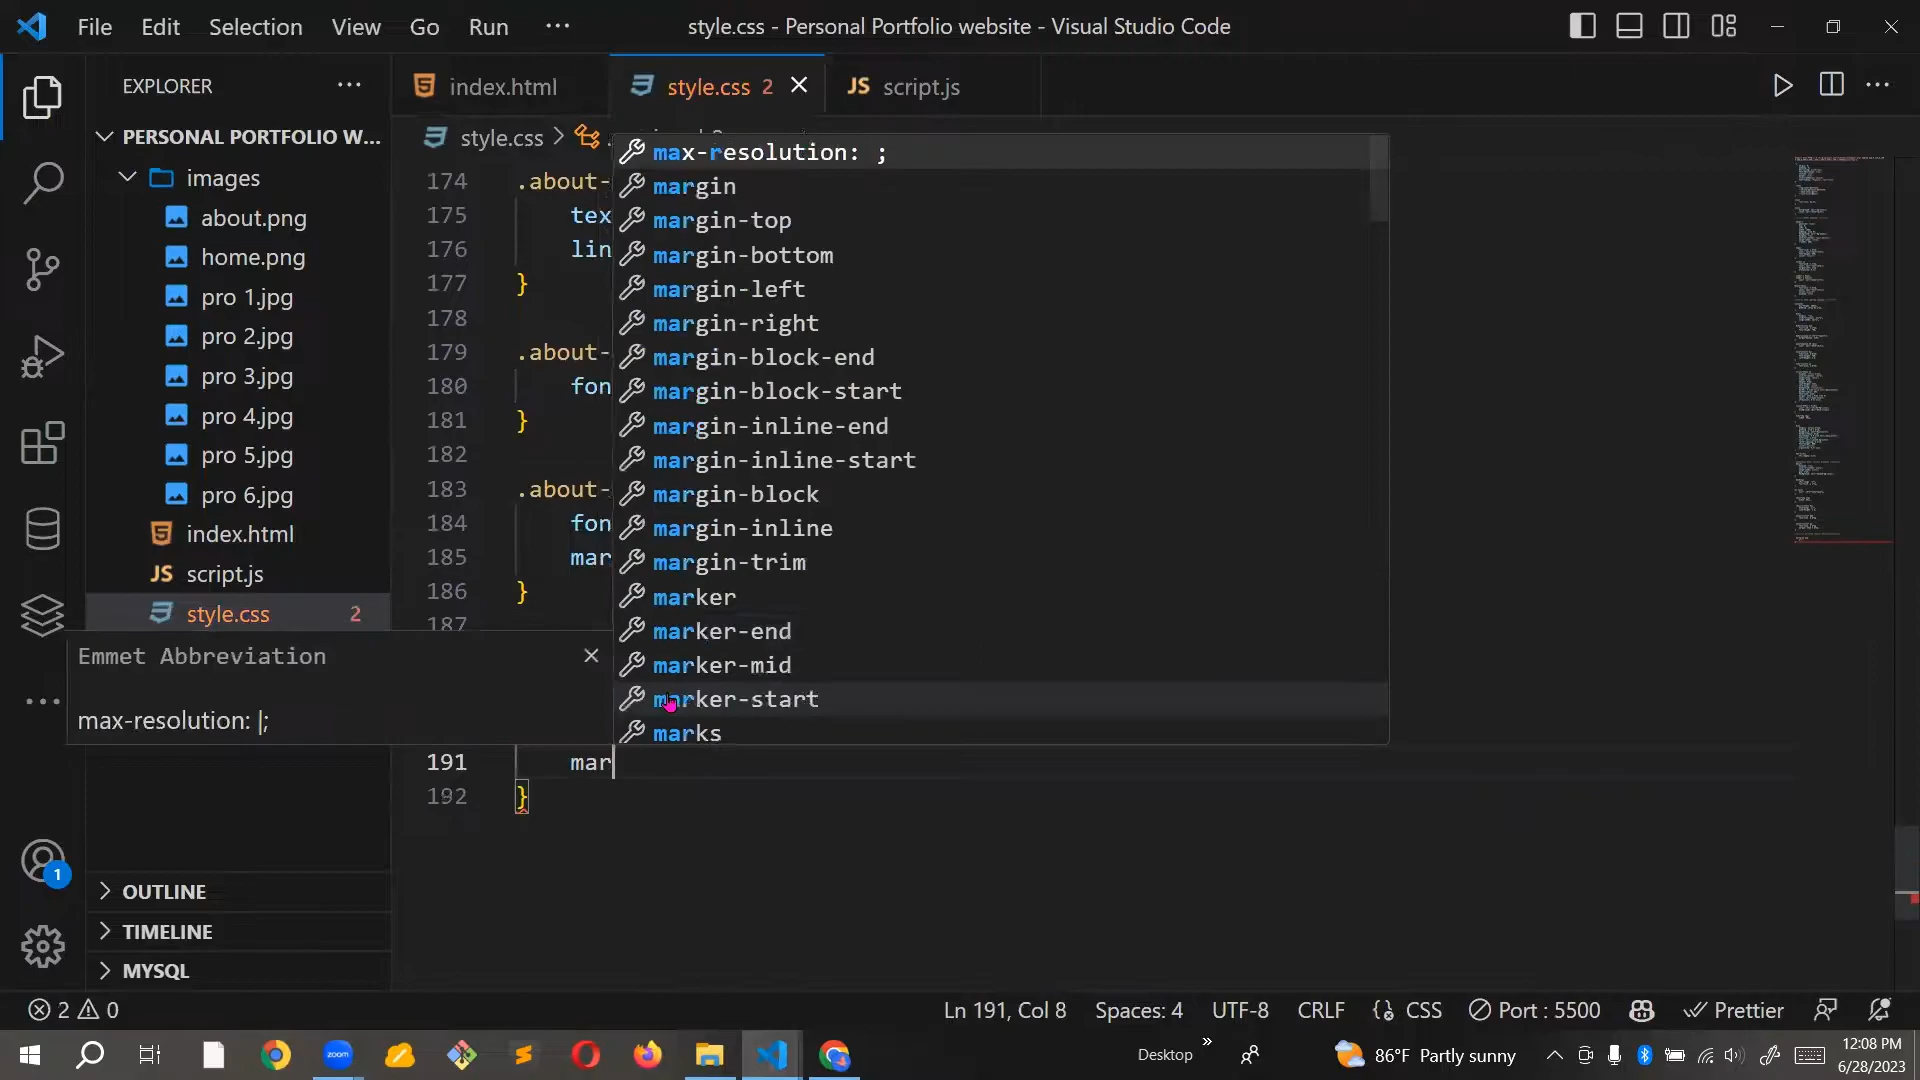 File Edit Selection View Go Run ··· style.css - Personal Portfolio website - Visual Studio Code
EXPLORER ···
index.html
style.css 2
JS script.js
PERSONAL PORTFOLIO W...
images
about.png
home.png
pro 1.jpg
pro 2.jpg
pro 3.jpg
pro 4.jpg
pro 5.jpg
pro 6.jpg
index.html
JS script.js
style.css 2
OUTLINE
TIMELINE
MYSQL
1
style.css >
174 .about-
175 tex
176 lin
177 }
178
179 .about-
180 fon
181 }
182
183 .about-
184 fon
185 mar
186 }
187
191 mar
192 }
max-resolution: ;
margin
margin-top
margin-bottom
margin-left
margin-right
margin-block-end
margin-block-start
margin-inline-end
margin-inline-start
margin-block
margin-inline
margin-trim
marker
marker-end
marker-mid
marker-start
marks
Emmet Abbreviation
max-resolution: |;
2 0
Ln 191, Col 8 Spaces: 4 UTF-8 CRLF CSS Port : 5500 Prettier
zoom
Desktop
86°F Partly sunny
12:08 PM
6/28/2023